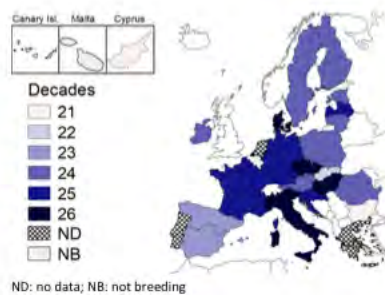 Canary Isl. Malta Cyprus
Decades
21
22
23
24
25
26
ND
NB
ND: no data; NB: not breeding